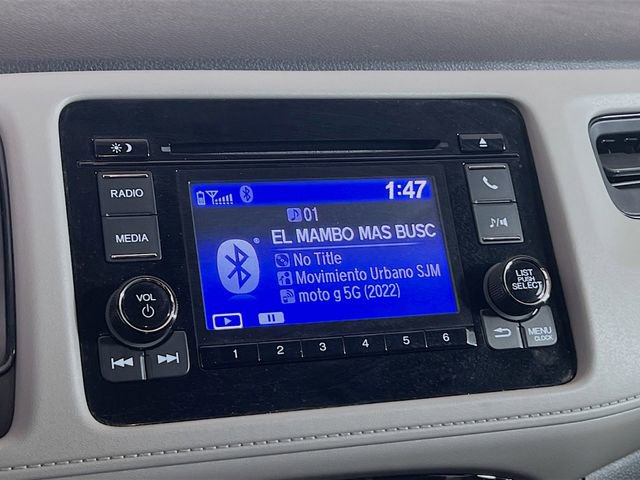 1:47
RADIO
01
EL MAMBO MAS BUSC
MEDIA
No Title
Movimiento Urbano SJM
moto g 5G (2022)
VOL
LIST
PUSH
SELECT
MENU
CLOCK
1 2 3 4 5 6